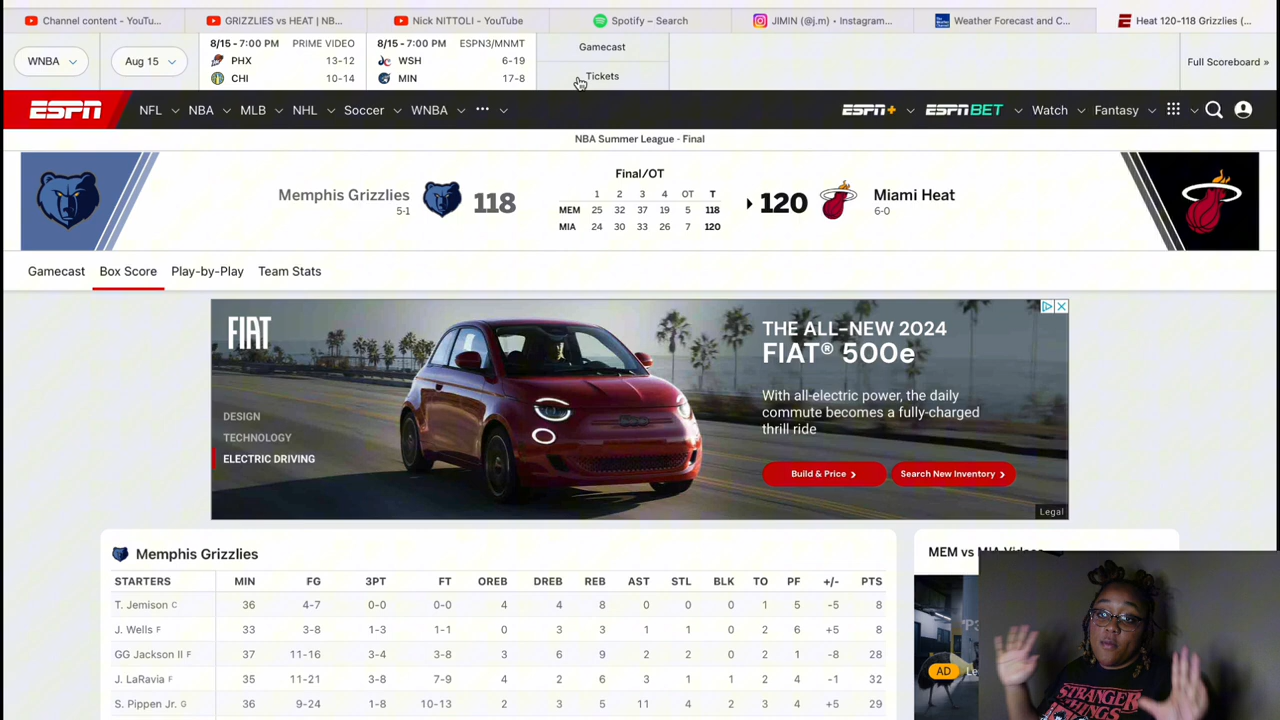 Channel content - YouTu...
GRIZZLIES vs HEAT | NB...
Nick NITTOLI - YouTube
Spotify – Search
JIMIN (@j.m) • Instagram...
Weather Forecast and C...
Heat 120-118 Grizzlies (...
WNBA
Aug 15
8/15 - 7:00 PM PRIME VIDEO
PHX 13-12
CHI 10-14
8/15 - 7:00 PM ESPN3/MNMT
WSH 6-19
MIN 17-8
Gamecast
Tickets
Full Scoreboard »
ESPN
NFL NBA MLB NHL Soccer WNBA
ESPN+ ESPN BET Watch Fantasy
NBA Summer League - Final
Memphis Grizzlies
5-1
118
Final/OT
1 2 3 4 OT T
MEM 25 32 37 19 5 118
MIA 24 30 33 26 7 120
120
Miami Heat
6-0
Gamecast Box Score Play-by-Play Team Stats
FIAT
DESIGN
TECHNOLOGY
ELECTRIC DRIVING
THE ALL-NEW 2024
FIAT® 500e
With all-electric power, the daily
commute becomes a fully-charged
thrill ride
Build & Price
Search New Inventory
Legal
Memphis Grizzlies
STARTERS MIN FG 3PT FT OREB DREB REB AST STL BLK TO PF +/- PTS
T. Jemison C 36 4-7 0-0 0-0 4 4 8 0 0 0 1 5 -5 8
J. Wells F 33 3-8 1-3 1-1 0 3 3 1 1 0 2 6 +5 8
GG Jackson II F 37 11-16 3-4 3-8 3 6 9 2 2 0 2 1 -8 28
J. LaRavia F 37 11-21 3-8 7-9 4 2 6 3 1 1 2 4 -1 32
S. Pippen Jr. G 36 9-24 1-8 10-13 2 3 5 11 4 2 3 4 +5 29
MEM vs MIA Videos
AD
STRANGER
THINGS